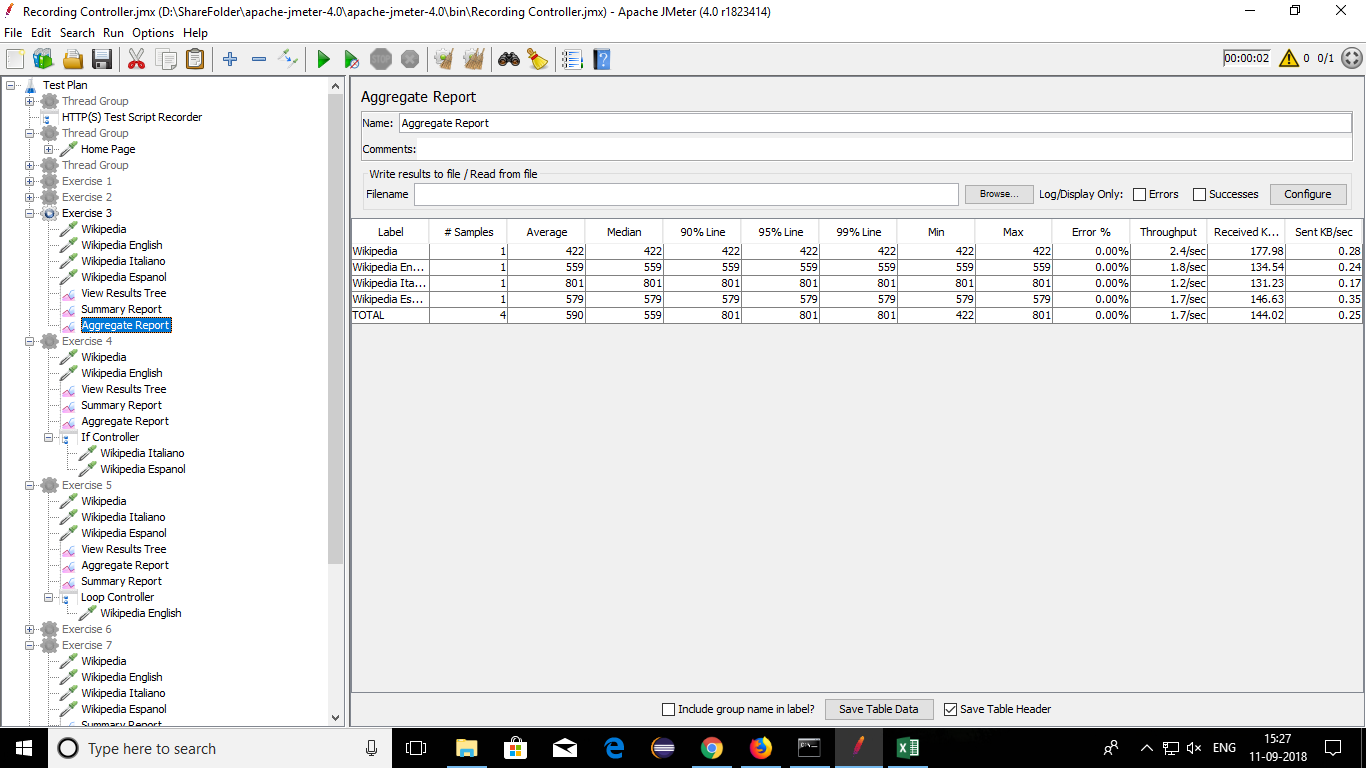 Recording Controller.jmx (D:\ShareFolder\apache-jmeter-4.0\apache-jmeter-4.0\bin\Recording Controller.jmx) - Apache JMeter (4.0 r1823414)
File Edit Search Run Options Help
STOP
00:00:02 0 0/1
Test Plan
Thread Group
HTTP(S) Test Script Recorder
Thread Group
Home Page
Thread Group
Exercise 1
Exercise 2
Exercise 3
Wikipedia
Wikipedia English
Wikipedia Italiano
Wikipedia Espanol
View Results Tree
Summary Report
Aggregate Report
Exercise 4
Wikipedia
Wikipedia English
View Results Tree
Summary Report
Aggregate Report
If Controller
Wikipedia Italiano
Wikipedia Espanol
Exercise 5
Wikipedia
Wikipedia Italiano
Wikipedia Espanol
View Results Tree
Aggregate Report
Summary Report
Loop Controller
Wikipedia English
Exercise 6
Exercise 7
Wikipedia
Wikipedia English
Wikipedia Italiano
Wikipedia Espanol
Summary Report
Aggregate Report
Name: Aggregate Report
Comments:
Write results to file / Read from file
Filename Browse... Log/Display Only: Errors Successes Configure
Label # Samples Average Median 90% Line 95% Line 99% Line Min Max Error % Throughput Received K... Sent KB/sec
Wikipedia 1 422 422 422 422 422 422 422 0.00% 2.4/sec 177.98 0.28
Wikipedia En... 1 559 559 559 559 559 559 559 0.00% 1.8/sec 134.54 0.24
Wikipedia Ita... 1 801 801 801 801 801 801 801 0.00% 1.2/sec 131.23 0.17
Wikipedia Es... 1 579 579 579 579 579 579 579 0.00% 1.7/sec 146.63 0.35
TOTAL 4 590 559 801 801 801 422 801 0.00% 1.7/sec 144.02 0.25
Include group name in label? Save Table Data Save Table Header
Type here to search
ENG
15:27
11-09-2018